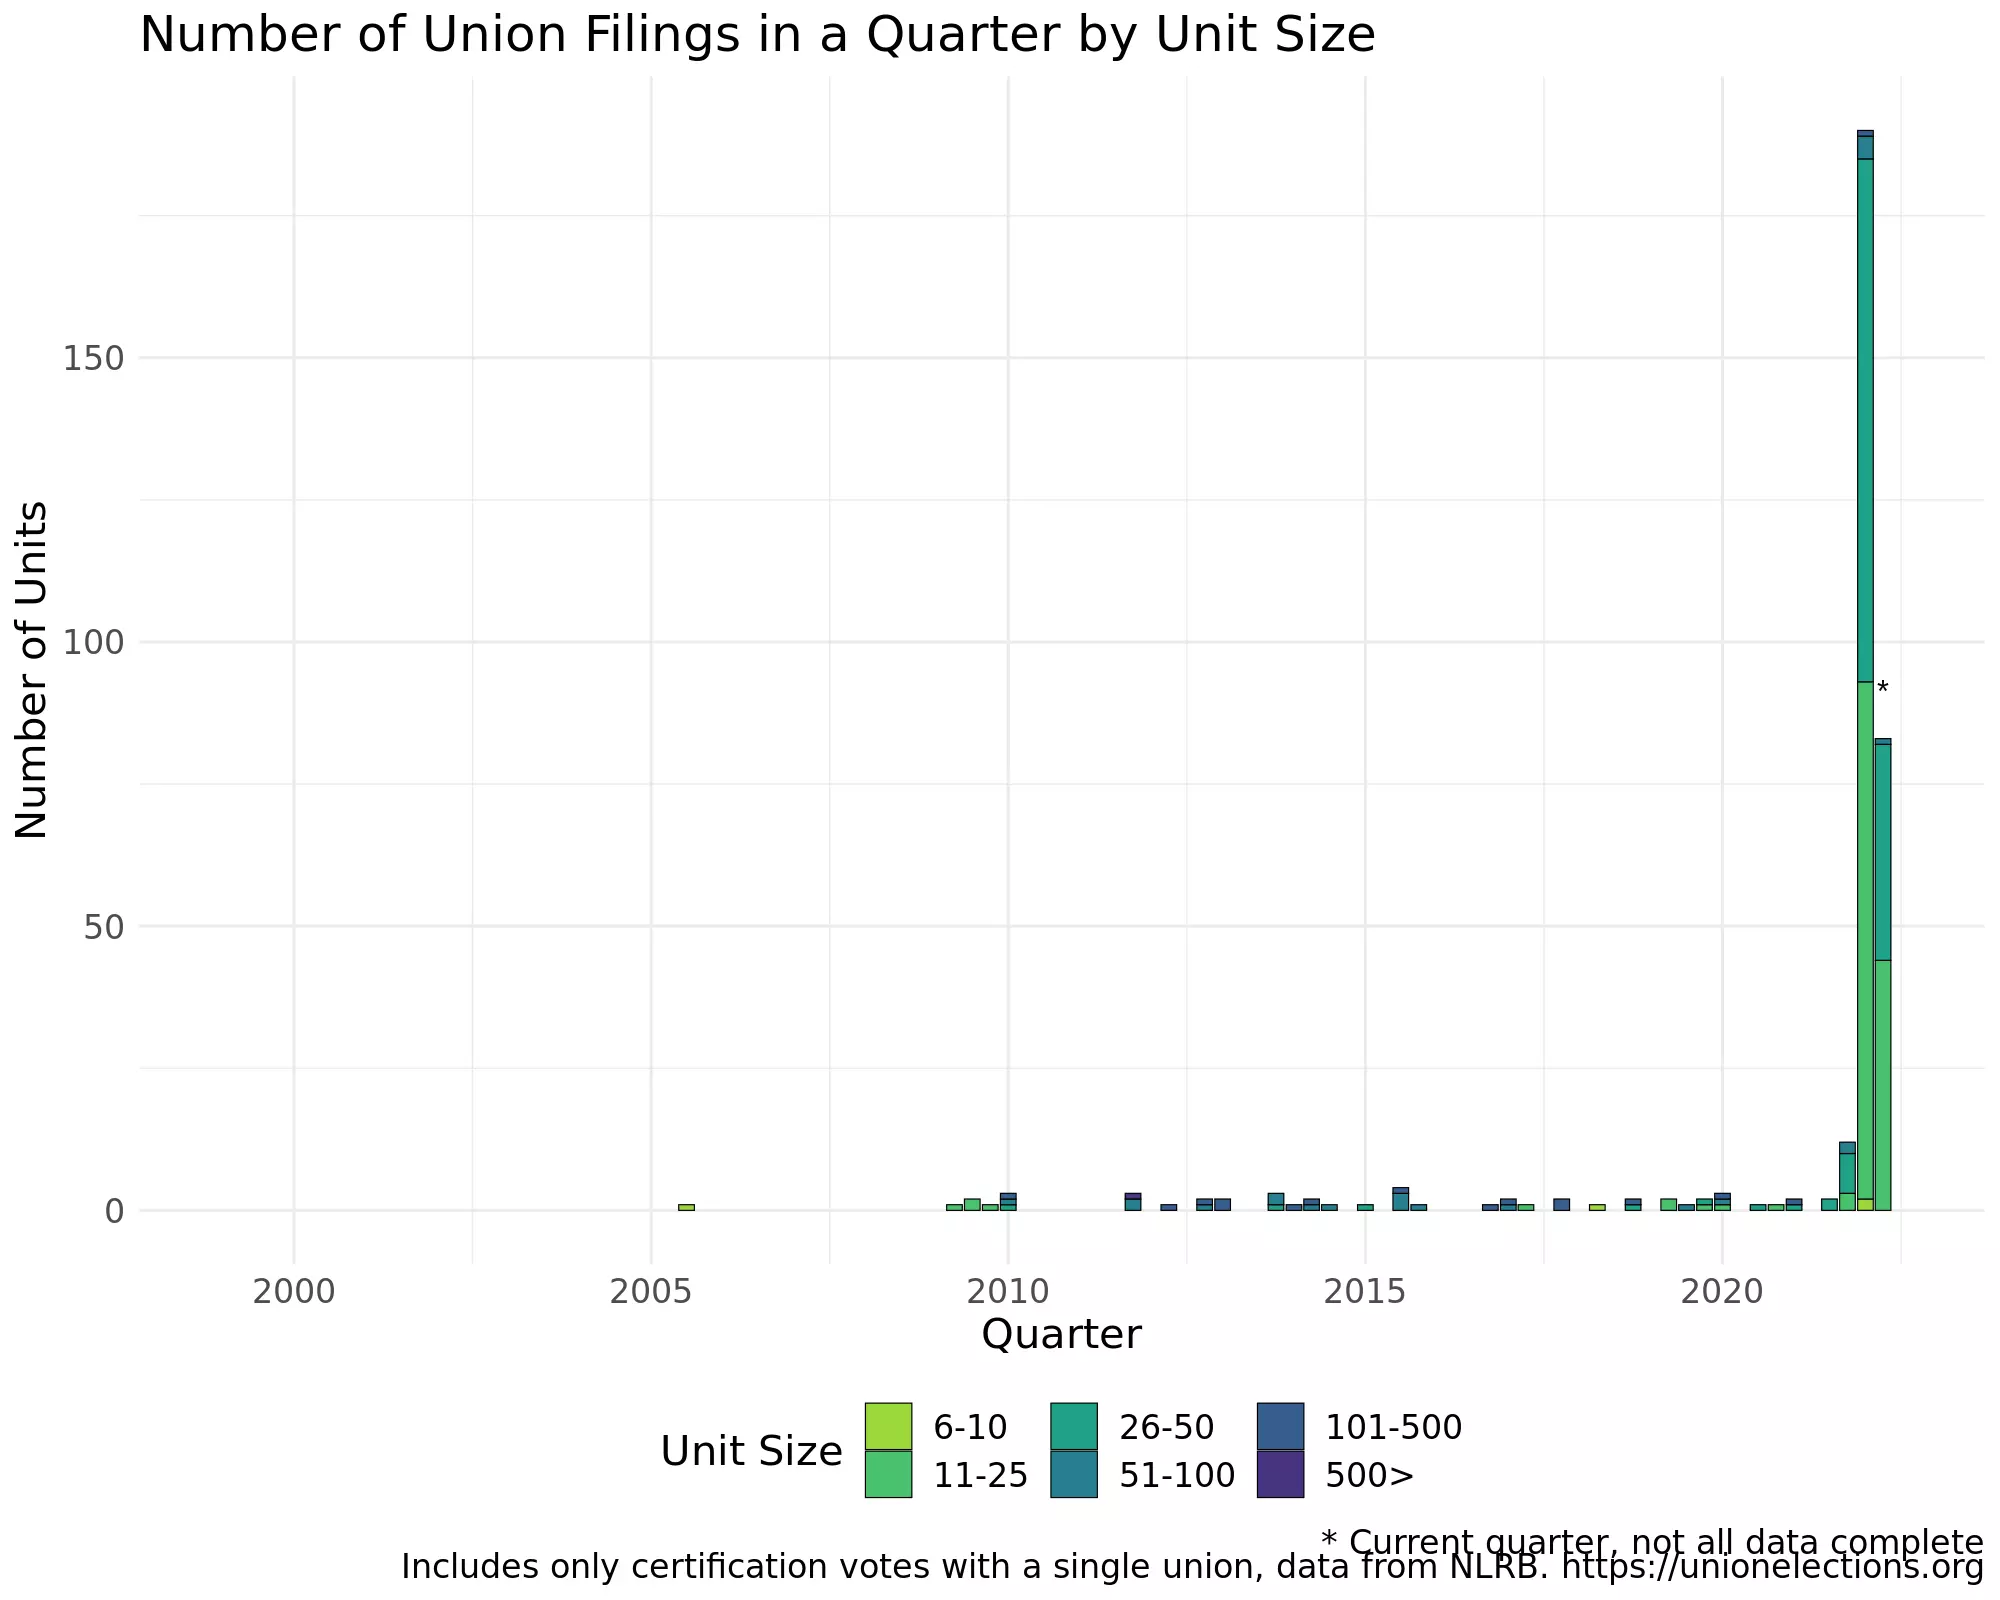 Number of Union Filings in a Quarter by Unit Size
Number of Units
150
100
50
0
*
2000 2005 2010 2015 2020
Quarter
Unit Size
6-10 26-50 101-500
11-25 51-100 500>
* Current quarter, not all data complete
Includes only certification votes with a single union, data from NLRB. https://unionelections.org